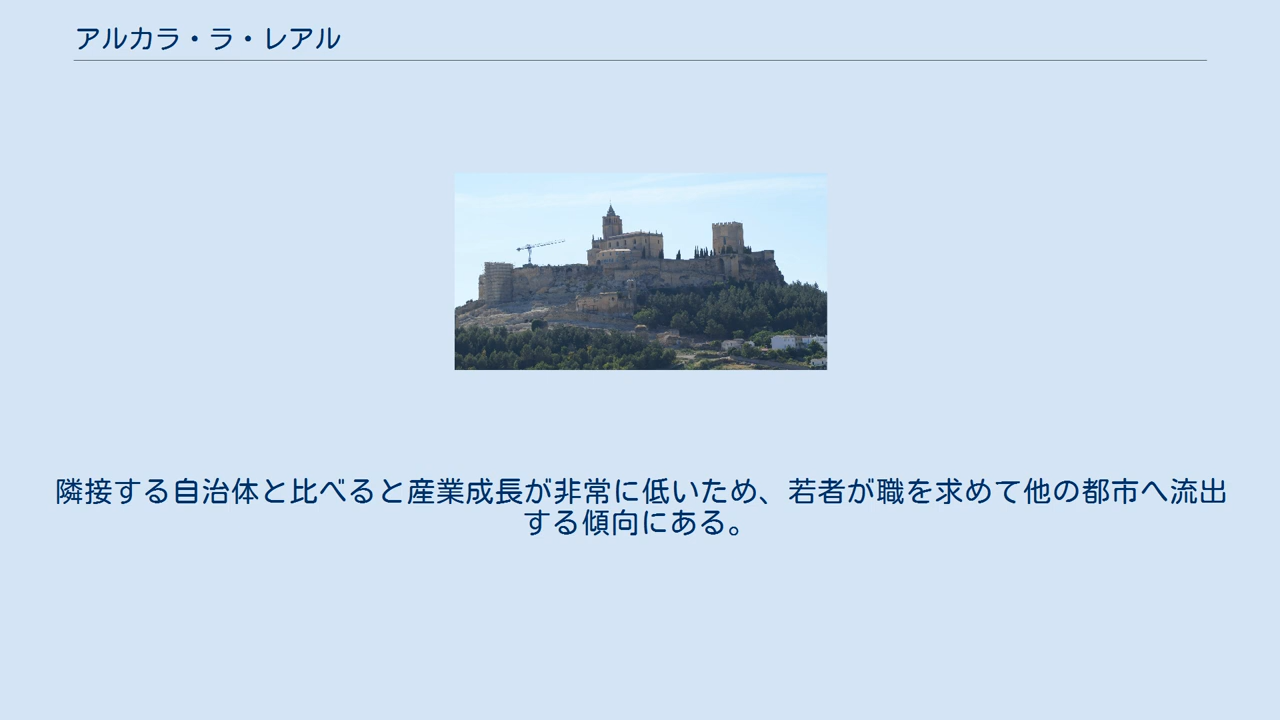 アルカラ・ラ・レアル
隣接する自治体と比べると産業成長が非常に低いため、若者が職を求めて他の都市へ流出
する傾向にある。